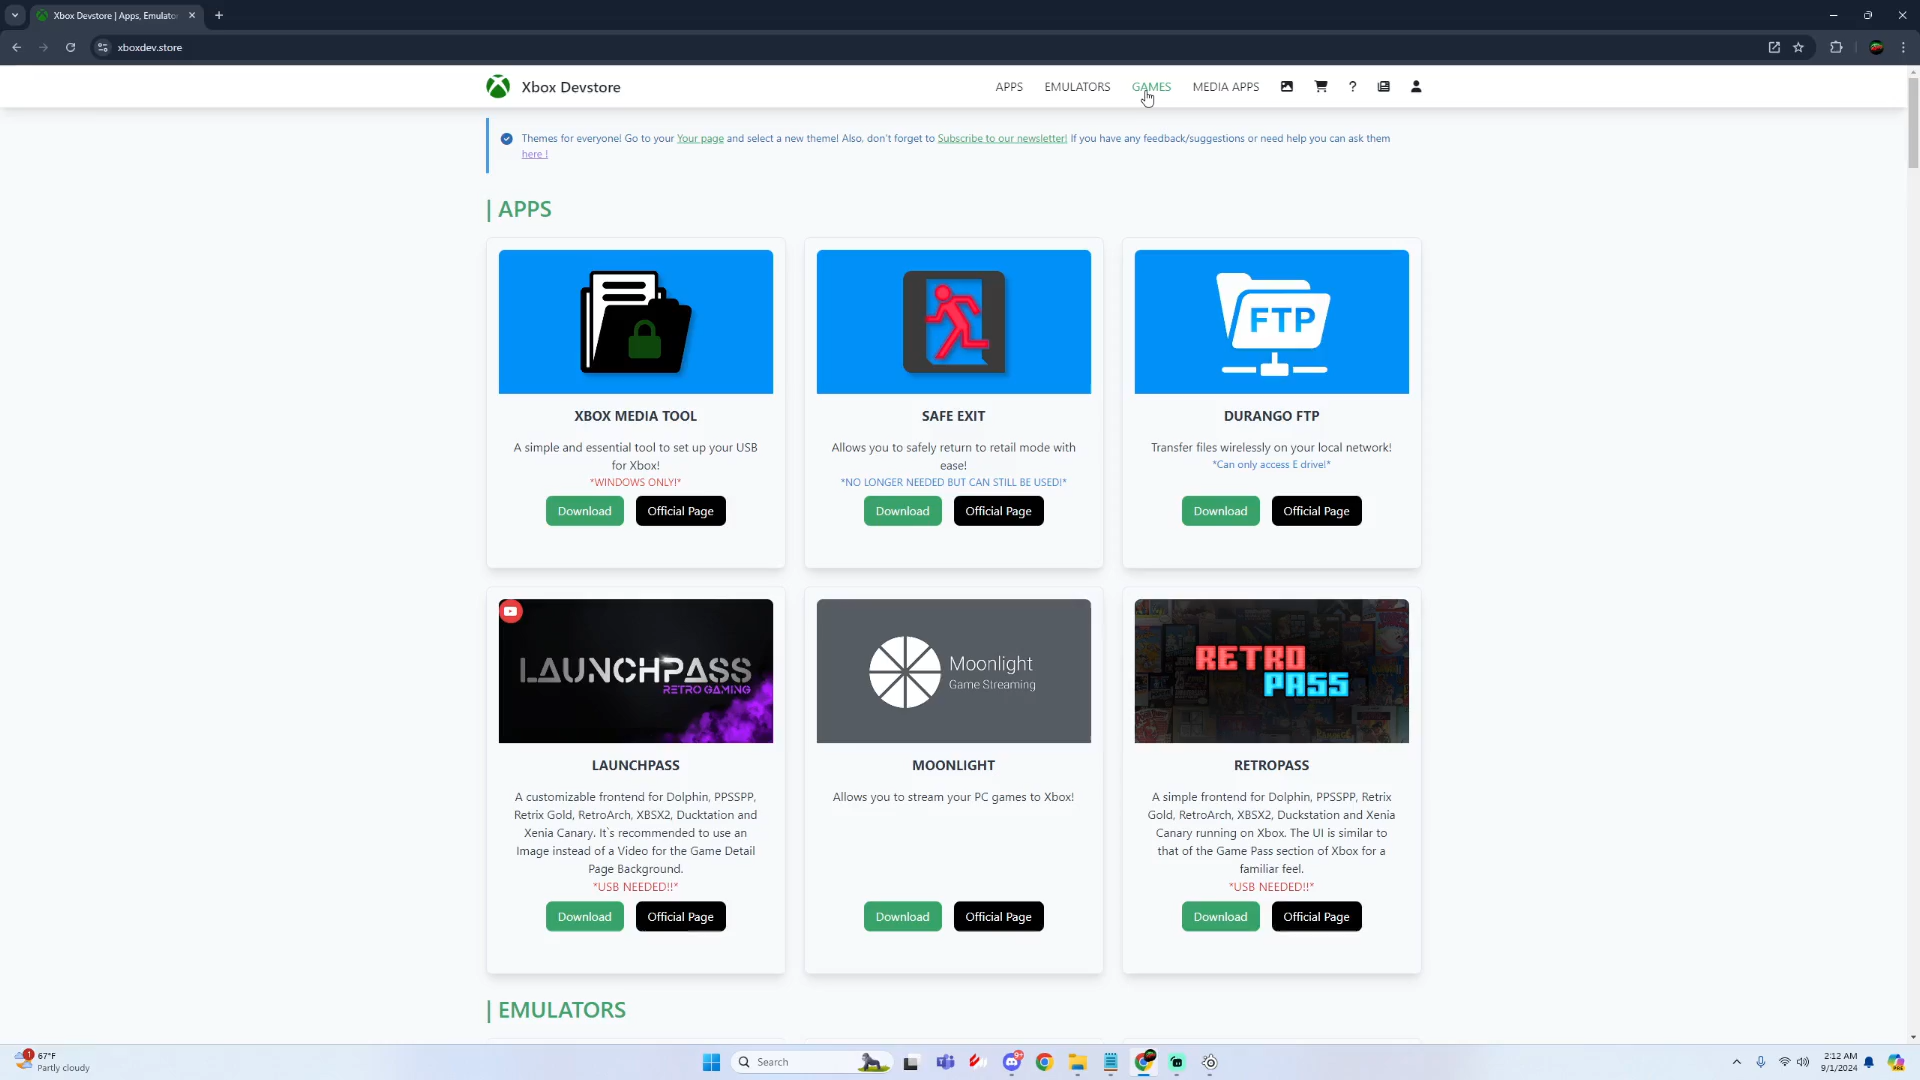 Xbox Devstore | Apps, Emulator
xboxdev.store
Xbox Devstore
APPS
EMULATORS
GAMES
MEDIA APPS
?
Themes for everyone! Go to your Your page and select a new theme! Also, don't forget to Subscribe to our newsletter! If you have any feedback/suggestions or need help you can ask them
here !
| APPS
FTP
XBOX MEDIA TOOL
A simple and essential tool to set up your USB
for Xbox!
*WINDOWS ONLY!*
Download
Official Page
SAFE EXIT
Allows you to safely return to retail mode with
ease!
*NO LONGER NEEDED BUT CAN STILL BE USED!*
Download
Official Page
DURANGO FTP
Transfer files wirelessly on your local network!
*Can only access E drive!*
Download
Official Page
LAUNCHPASS
RETRO GAMING
LAUNCHPASS
A customizable frontend for Dolphin, PPSSPP,
Retrix Gold, RetroArch, XBSX2, Ducktation and
Xenia Canary. It`s recommended to use an
Image instead of a Video for the Game Detail
Page Background.
*USB NEEDED!!*
Download
Official Page
Moonlight
Game Streaming
MOONLIGHT
Allows you to stream your PC games to Xbox!
Download
Official Page
RETRO
PASS
RETROPASS
A simple frontend for Dolphin, PPSSPP, Retrix
Gold, RetroArch, XBSX2, Duckstation and Xenia
Canary running on Xbox. The UI is similar to
that of the Game Pass section of Xbox for a
familiar feel.
*USB NEEDED!!*
Download
Official Page
| EMULATORS
1
67°F
Partly cloudy
Search
9+
2:12 AM
9/1/2024